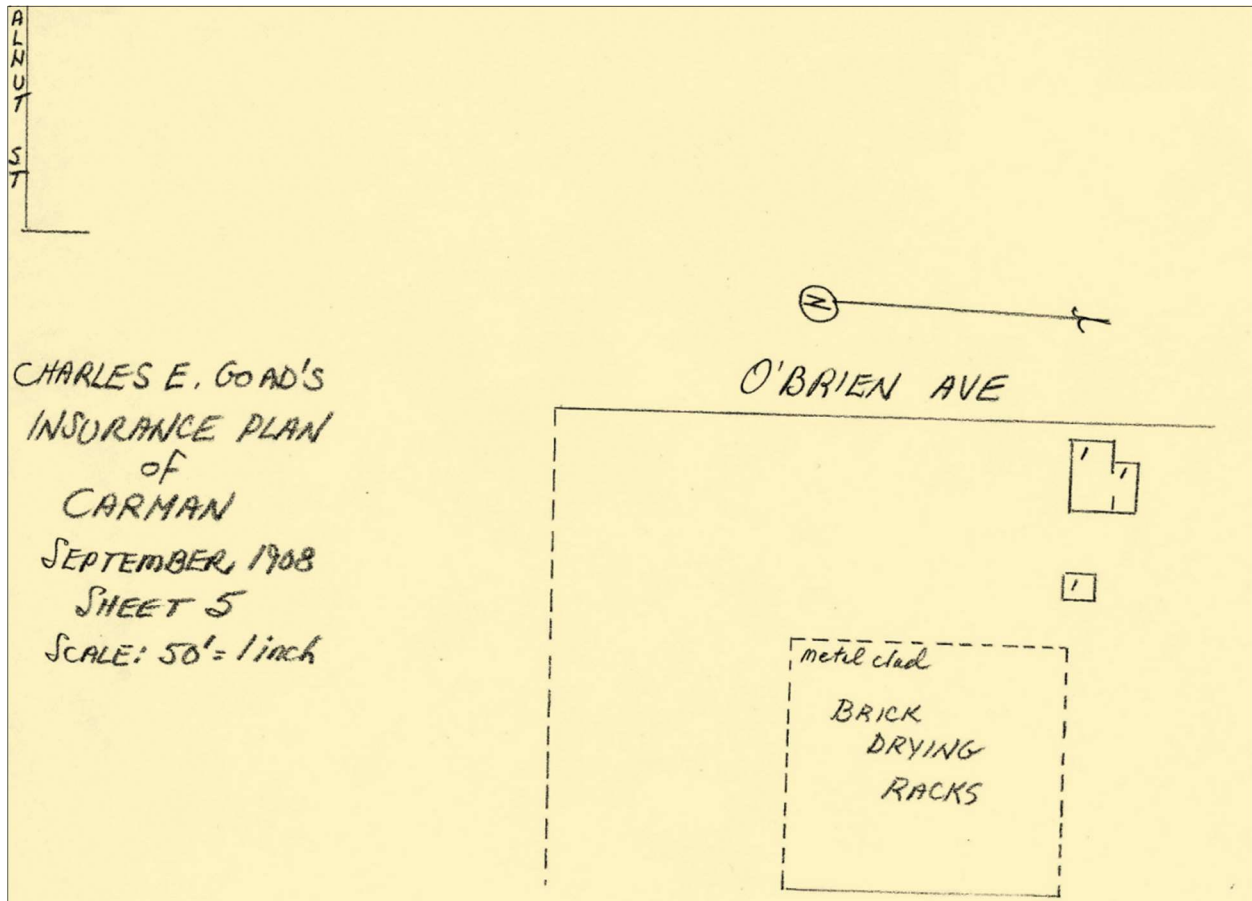 ALNUT ST
N
O'BRIEN AVE
CHARLES E. GOAD'S
INSURANCE PLAN
of
CARMAN
SEPTEMBER, 1908
SHEET 5
SCALE: 50' = 1 inch
1
1
1
metal clad
BRICK
DRYING
RACKS